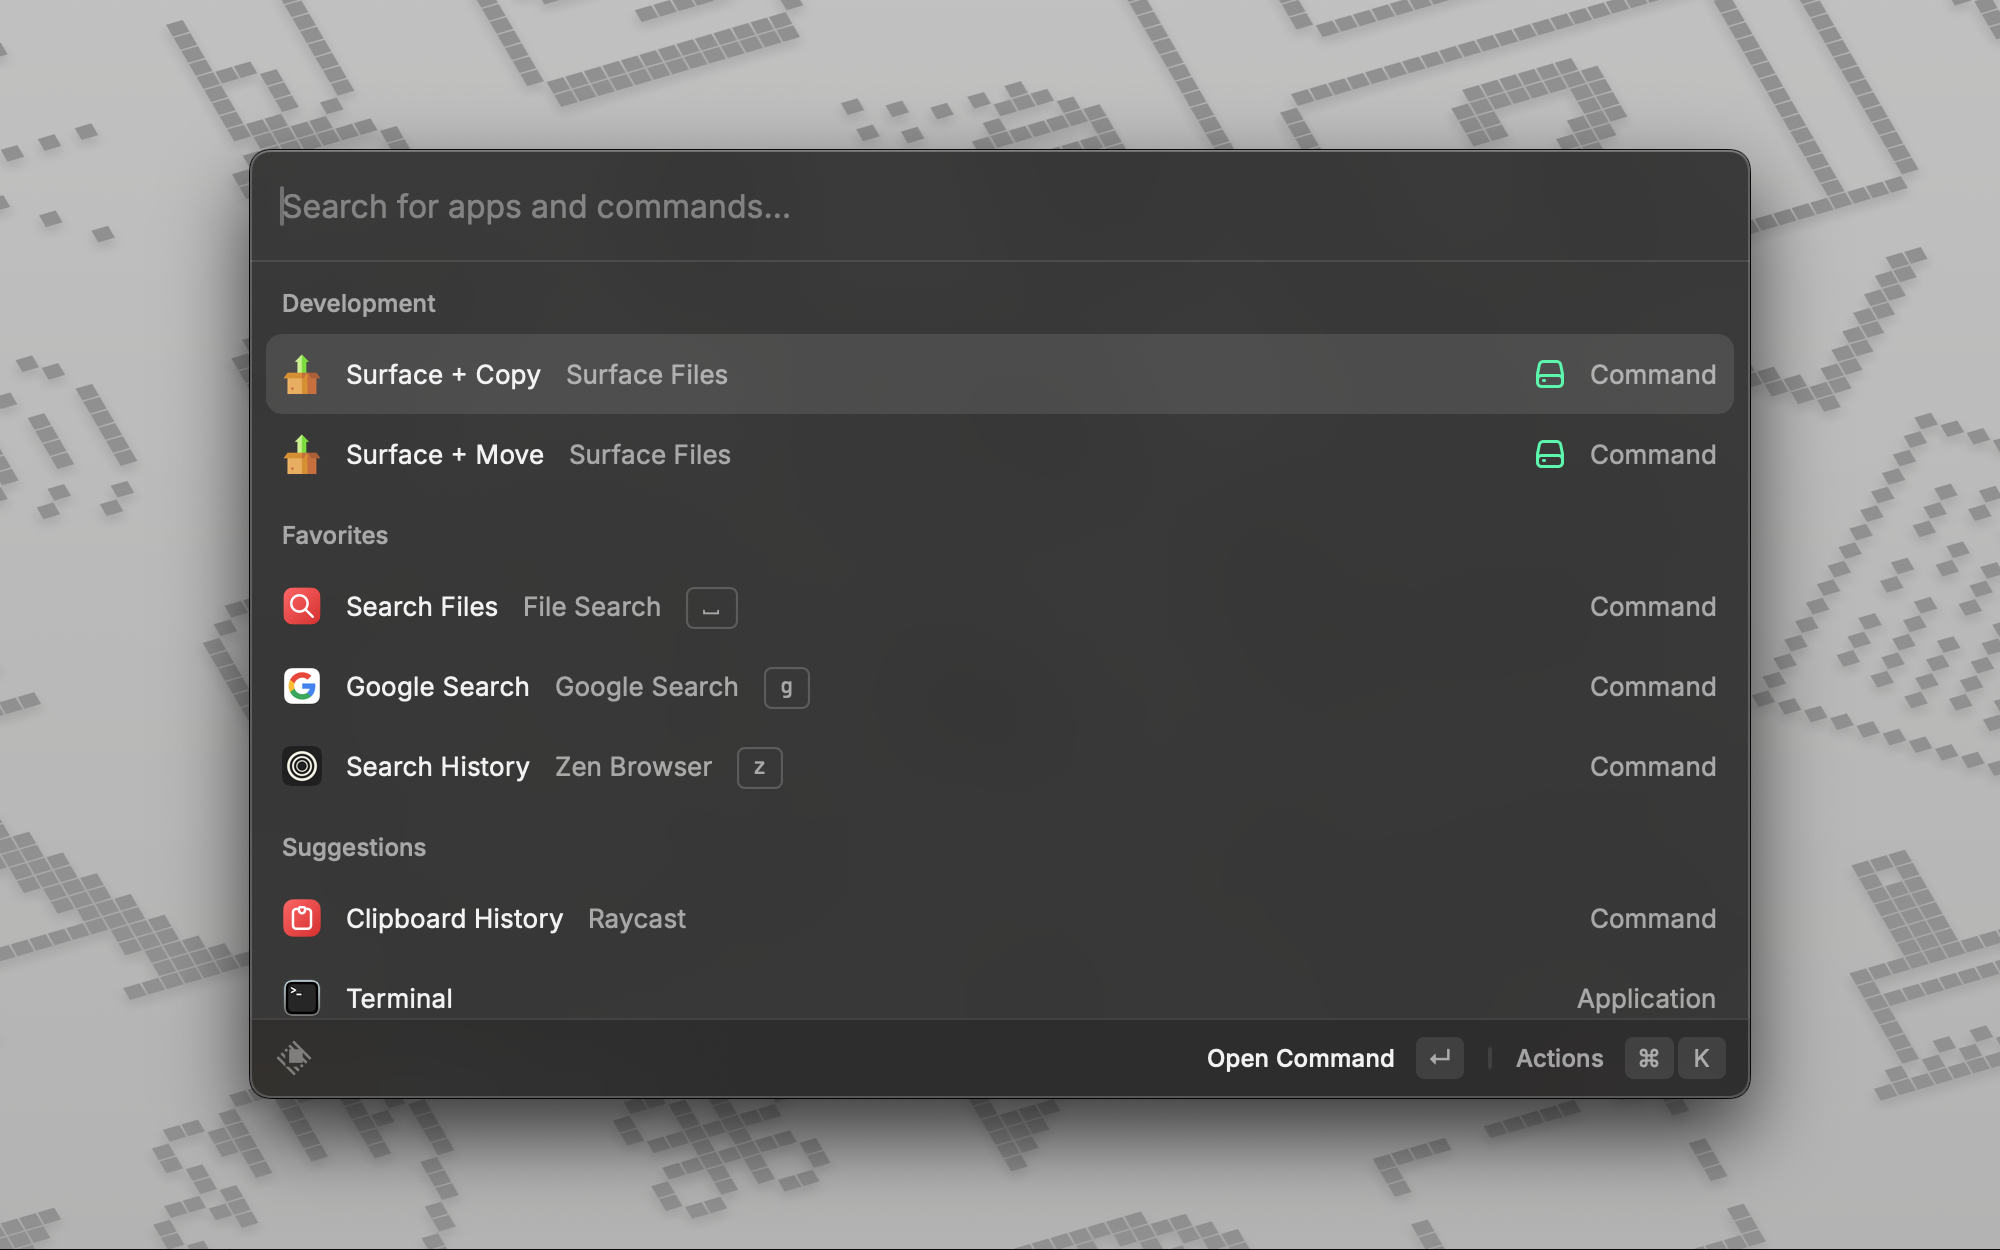 Search for apps and commands...
Development
Surface + Copy Surface Files Command
Surface + Move Surface Files Command
Favorites
Search Files File Search ⎵ Command
Google Search Google Search g Command
Search History Zen Browser z Command
Suggestions
Clipboard History Raycast Command
>_ Terminal Application
Open Command ↵ Actions ⌘ K